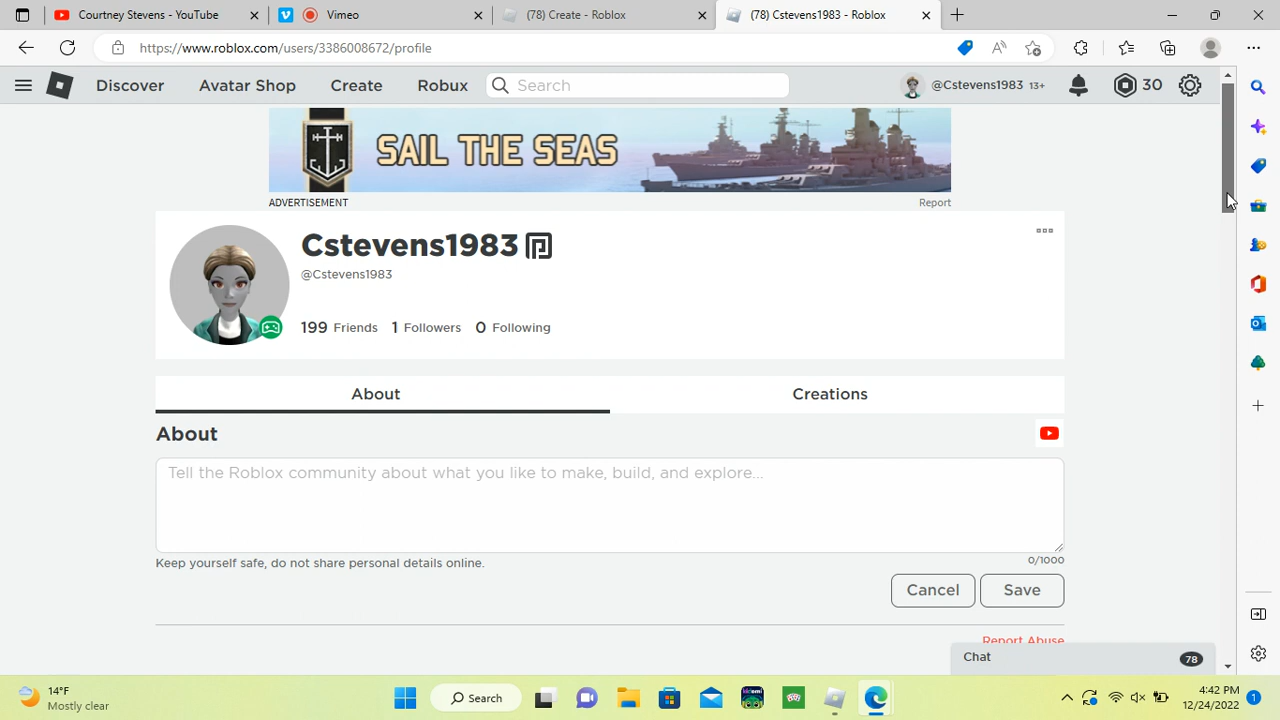 Courtney Stevens - YouTube
Vimeo
(78) Create - Roblox
(78) Cstevens1983 - Roblox
https://www.roblox.com/users/3386008672/profile
Discover
Avatar Shop
Create
Robux
Search
@Cstevens1983 13+
30
SAIL THE SEAS
ADVERTISEMENT
Report
Cstevens1983
@Cstevens1983
199 Friends
1 Followers
0 Following
About
Creations
About
Tell the Roblox community about what you like to make, build, and explore...
Keep yourself safe, do not share personal details online.
0/1000
Cancel
Save
Report Abuse
Chat
78
14°F
Mostly clear
Search
4:42 PM
12/24/2022
1